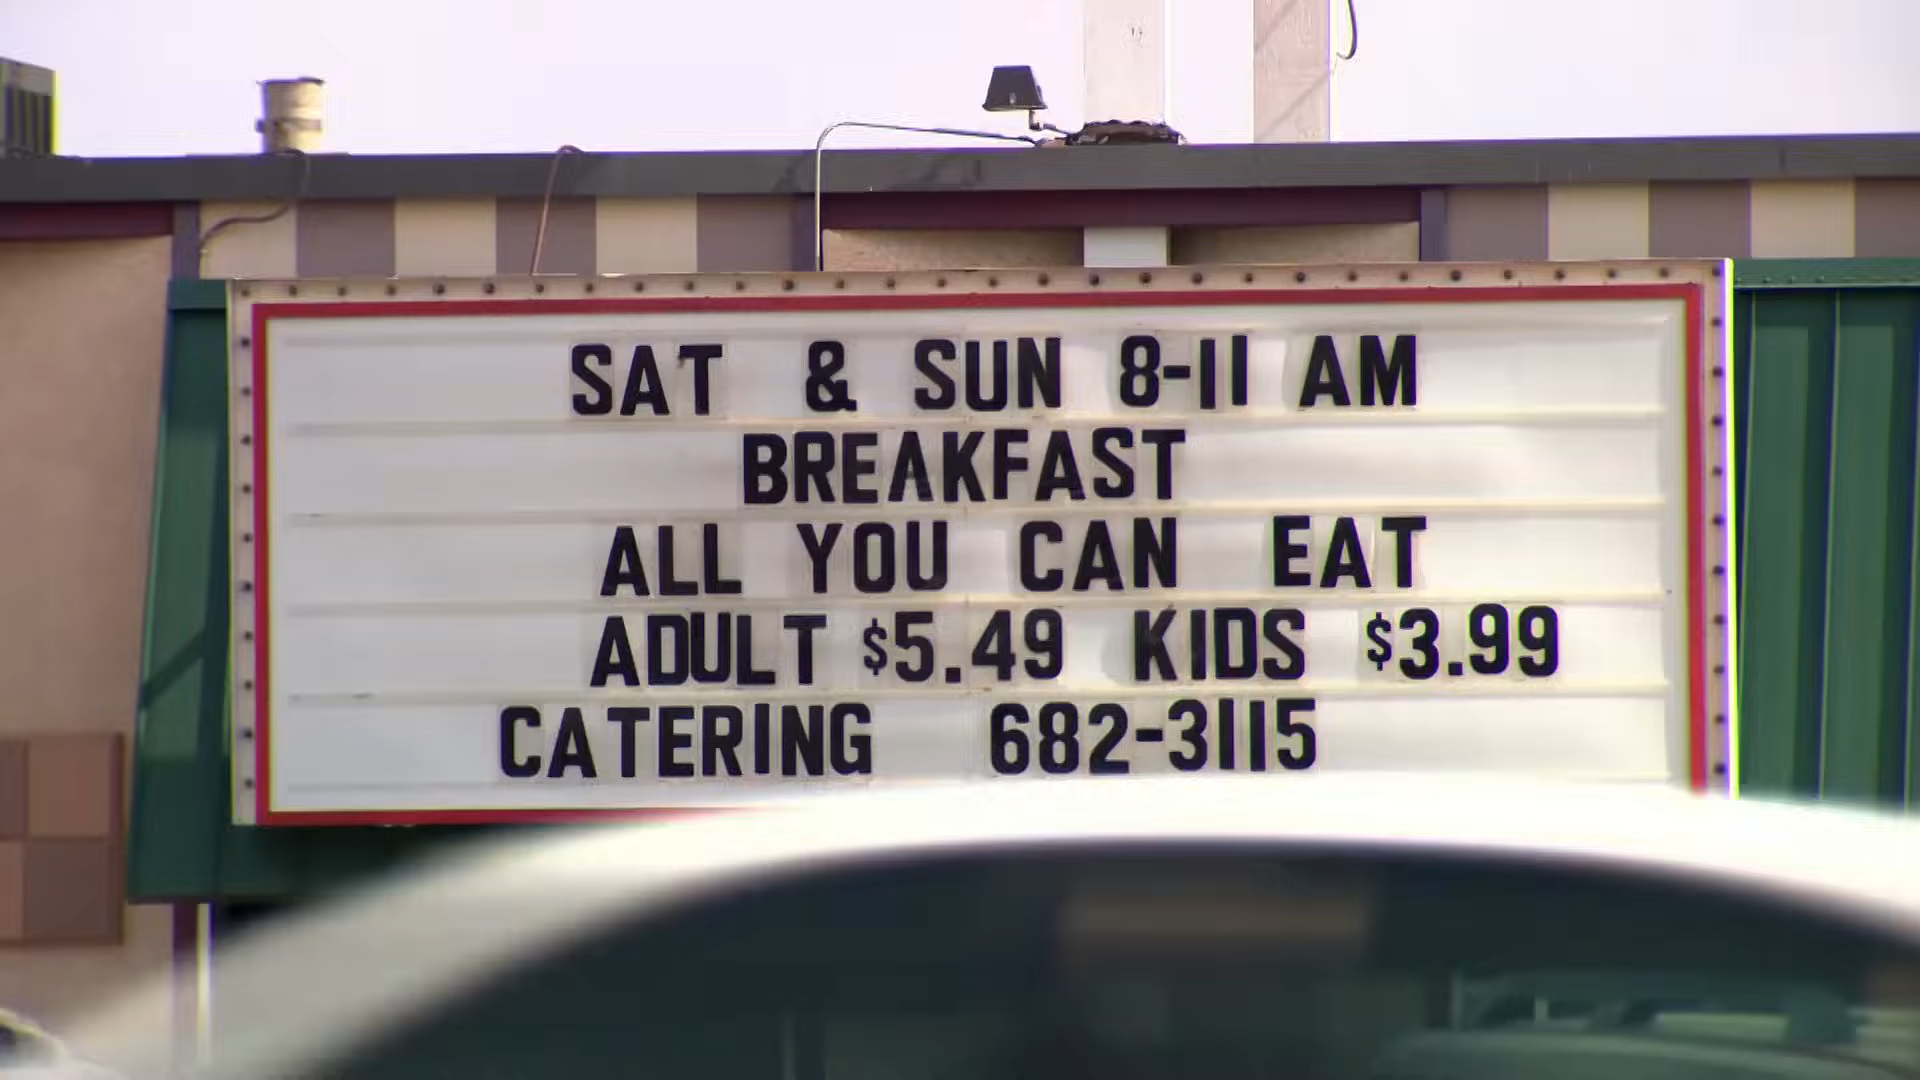 SAT & SUN 8-11 AM
BREAKFAST
ALL YOU CAN EAT
ADULT $5.49 KIDS $3.99
CATERING 682-3115